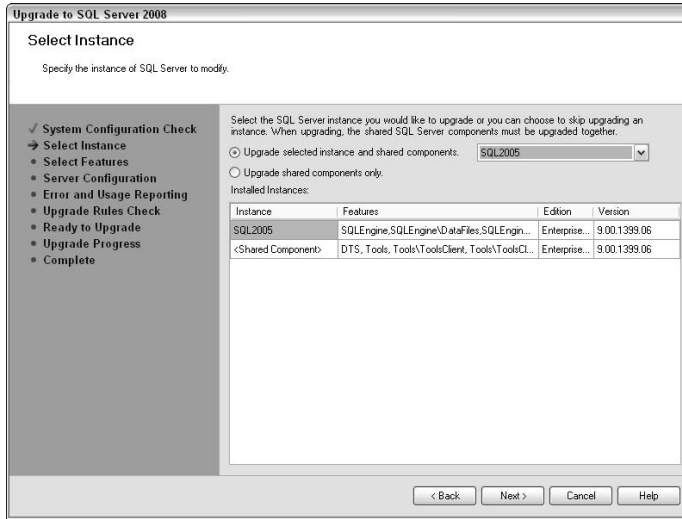 Upgrade to SQL Server 2008
Select Instance
Specify the instance of SQL Server to modify.
System Configuration Check
Select Instance
Select Features
Server Configuration
Error and Usage Reporting
Upgrade Rules Check
Ready to Upgrade
Upgrade Progress
Complete
Select the SQL Server instance you would like to upgrade or you can choose to skip upgrading an
instance. When upgrading, the shared SQL Server components must be upgraded together.
Upgrade selected instance and shared components. SQL2005
Upgrade shared components only.
Installed Instances:
Instance Features Edition Version
SQL2005 SQLEngine,SQLEngine\DataFiles,SQLEngin... Enterprise... 9.00.1399.06
<Shared Component> DTS, Tools, Tools\ToolsClient, Tools\ToolsCl... Enterprise... 9.00.1399.06
< Back Next > Cancel Help